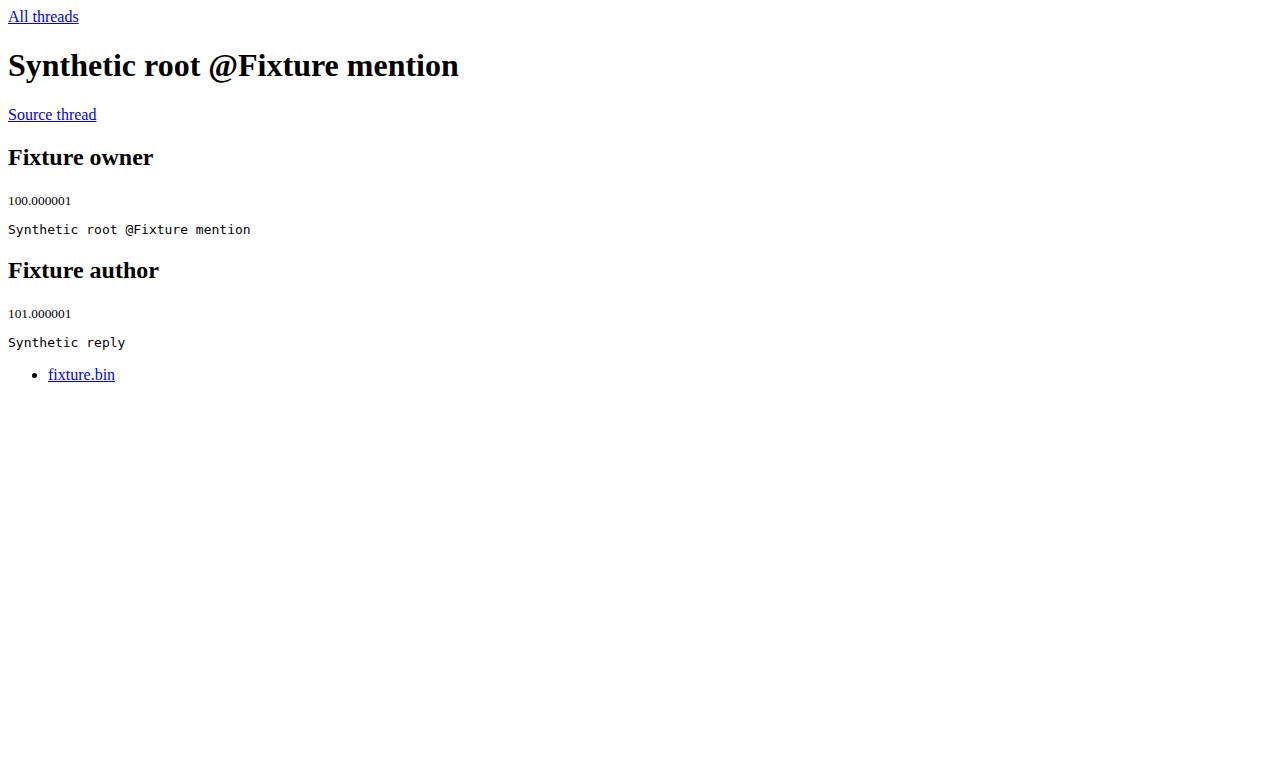 All threads
Synthetic root @Fixture mention
Source thread
Fixture owner
100.000001
Synthetic root @Fixture mention
Fixture author
101.000001
Synthetic reply
fixture.bin